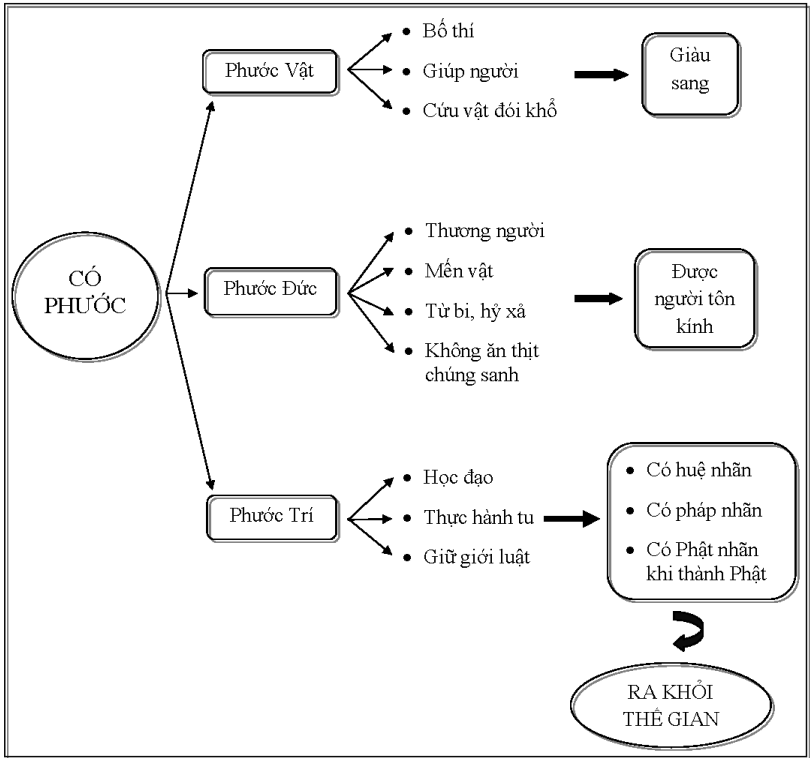 CÓ
PHƯỚC
Phước Vật
• Bố thí
• Giúp người
• Cứu vật đói khổ
Giàu
sang
Phước Đức
• Thương người
• Mến vật
• Từ bi, hỷ xả
• Không ăn thịt
chúng sanh
Được
người tôn
kính
Phước Trí
• Học đạo
• Thực hành tu
• Giữ giới luật
• Có huệ nhãn
• Có pháp nhãn
• Có Phật nhãn
khi thành Phật
RA KHỎI
THẾ GIAN